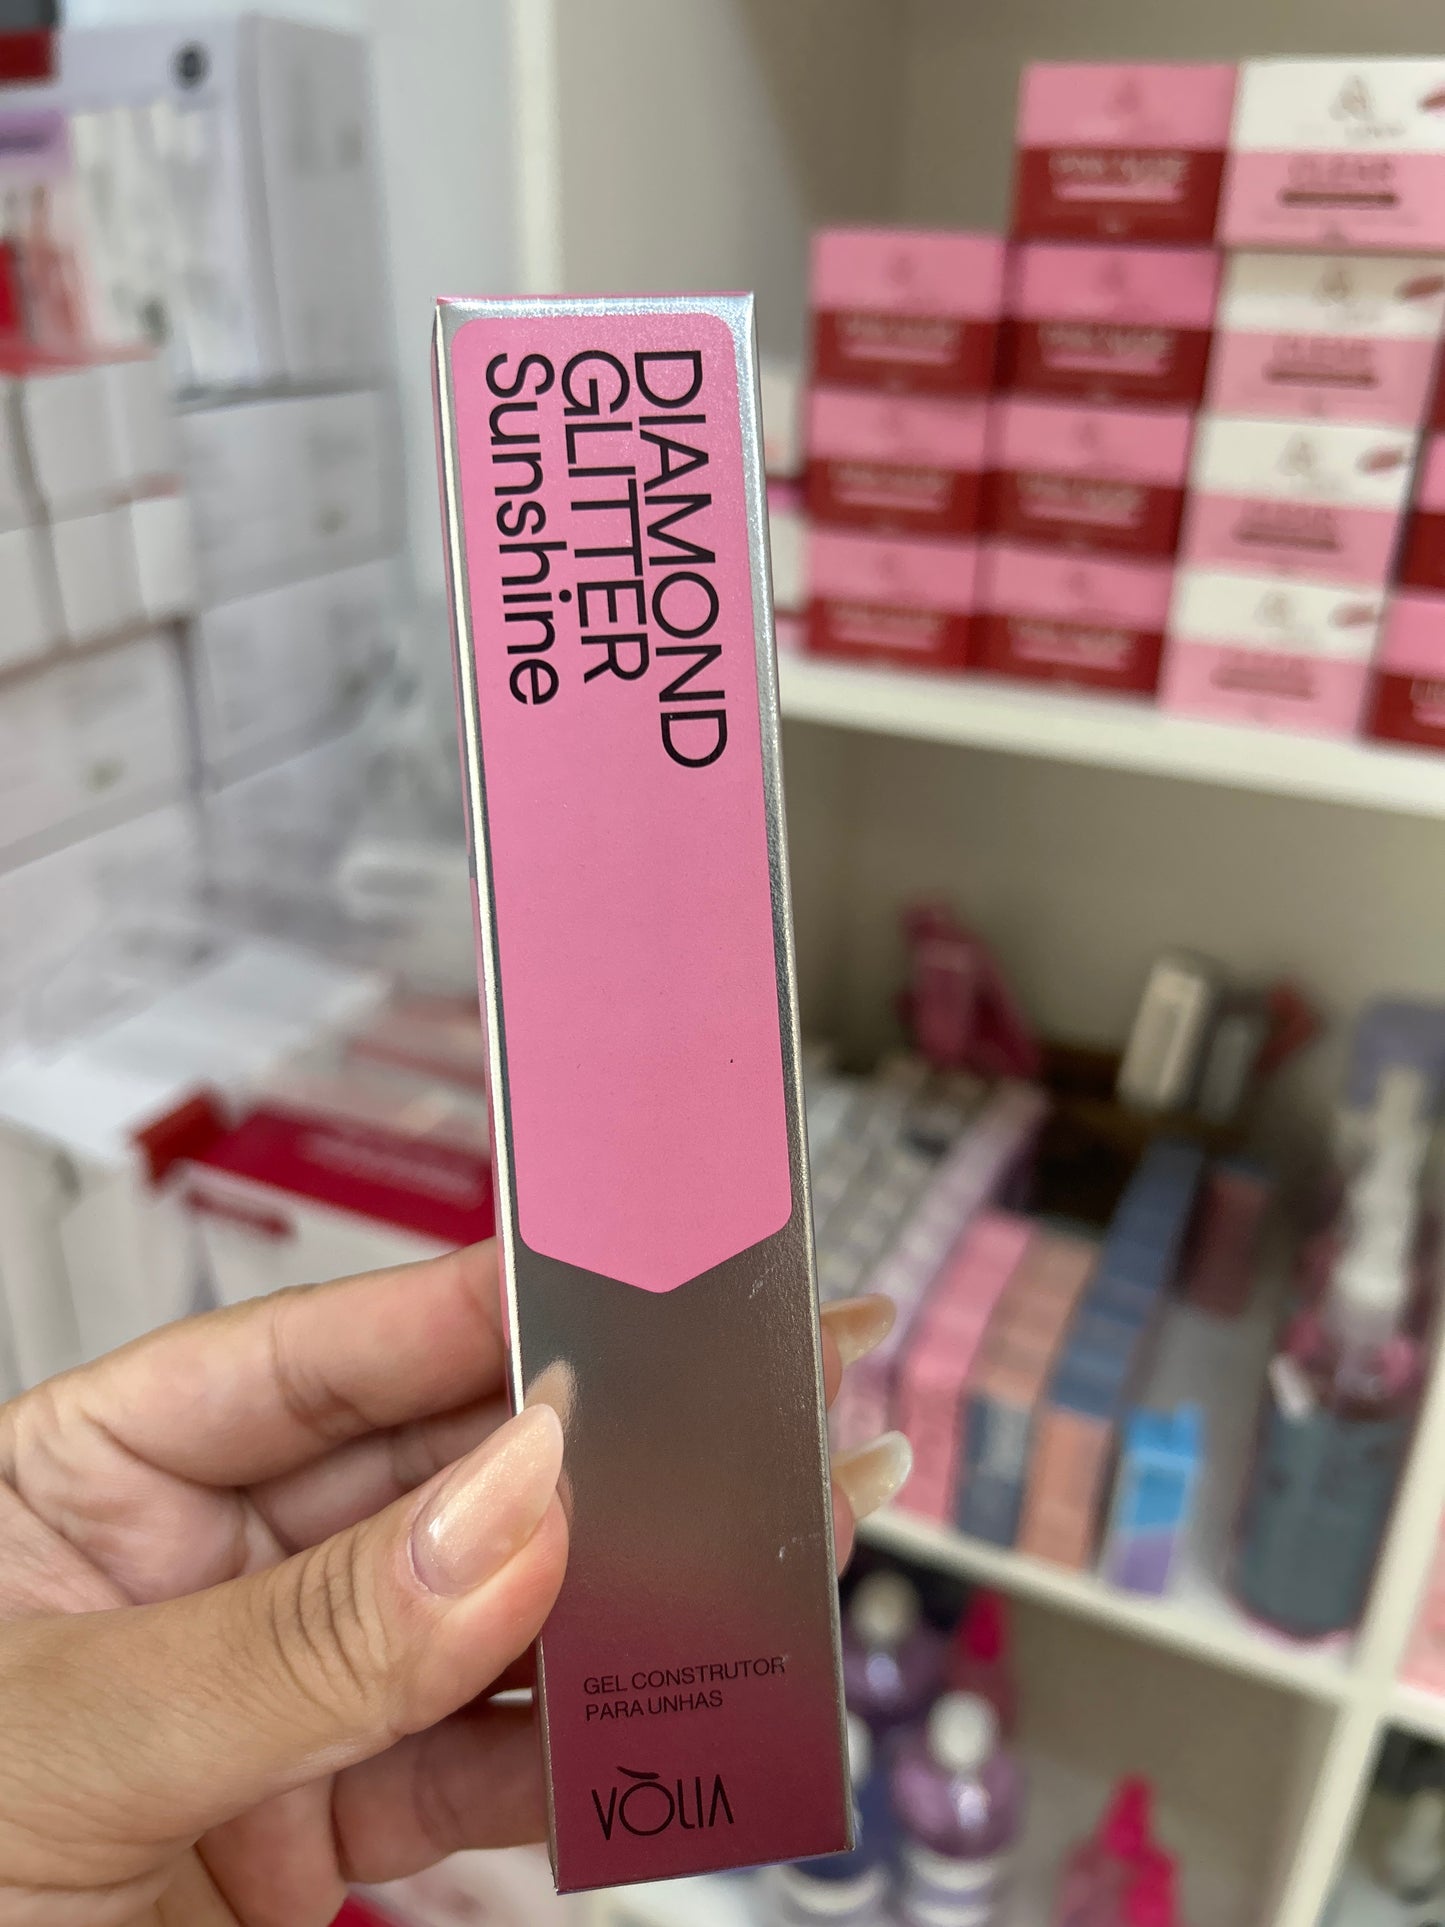 DIAMOND
GLITTER
Sunshine
GEL CONSTRUTOR
PARA UNHAS
VÒLIA